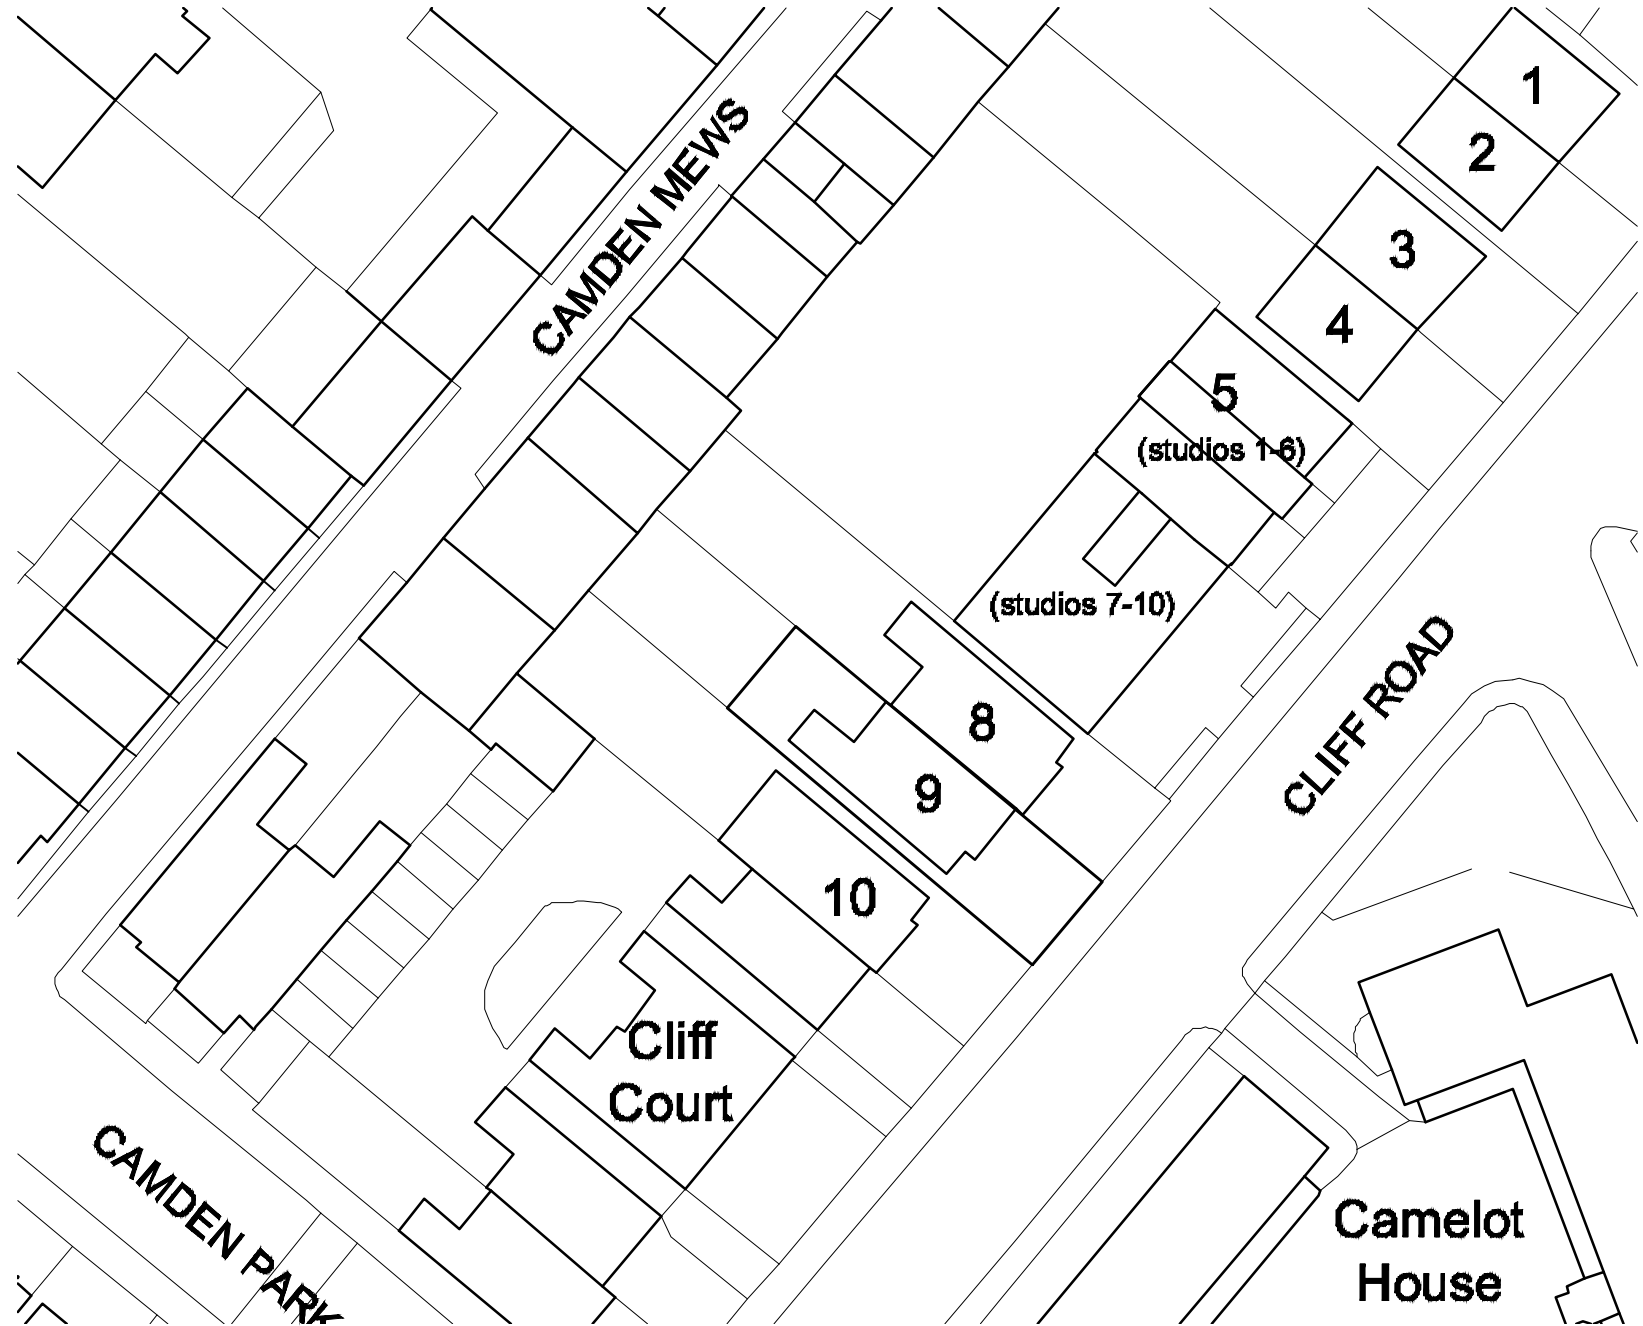 1
2
CAMDEN MEWS
3
4
5
(studios 1-6)
(studios 7-10)
CLIFF ROAD
8
9
10
Cliff
Court
CAMDEN PARK
Camelot
House